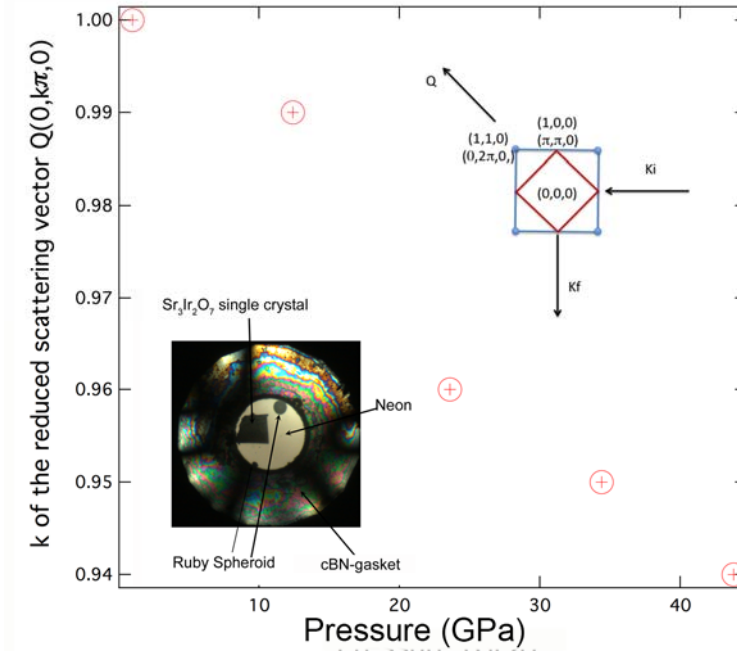 k of the reduced scattering vector Q(0,kπ,0)
1.00
0.99
0.98
0.97
0.96
0.95
0.94
Q
(1,1,0)
(0,2π,0,)
(1,0,0)
(π,π,0)
(0,0,0)
Ki
Kf
Sr₃Ir₂O₇ single crystal
Neon
Ruby Spheroid
cBN-gasket
10
20
30
40
Pressure (GPa)